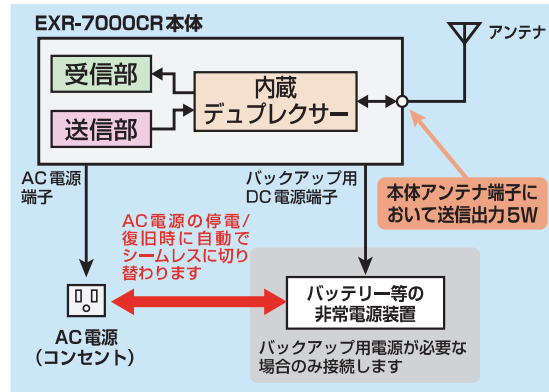 EXR-7000CR本体
アンテナ
受信部
送信部
内蔵
デュプレクサー
AC電源
端子
バックアップ用
DC電源端子
本体アンテナ端子に
おいて送信出力5W
AC電源の停電/
復旧時に自動で
シームレスに切り
替わります
バッテリー等の
非常電源装置
AC電源
(コンセント)
バックアップ用電源が必要な
場合のみ接続します